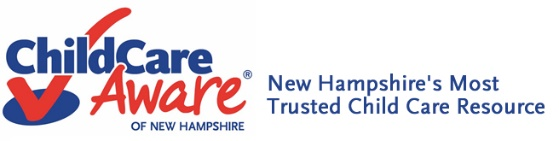 ChildCare
Aware®
OF NEW HAMPSHIRE
New Hampshire's Most
Trusted Child Care Resource